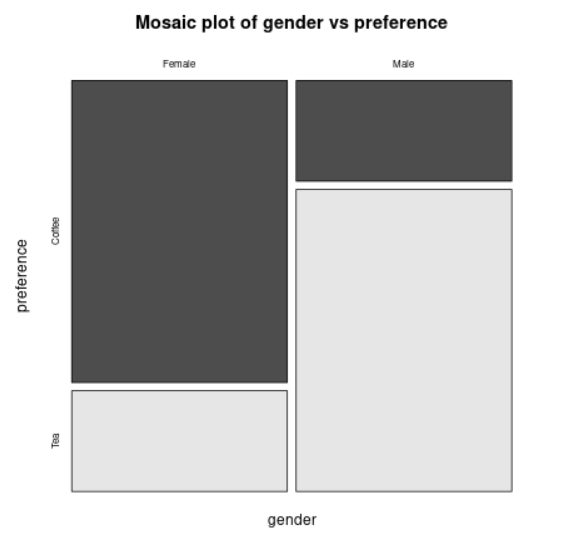 Mosaic plot of gender vs preference
Female
Male
Coffee
Tea
preference
gender